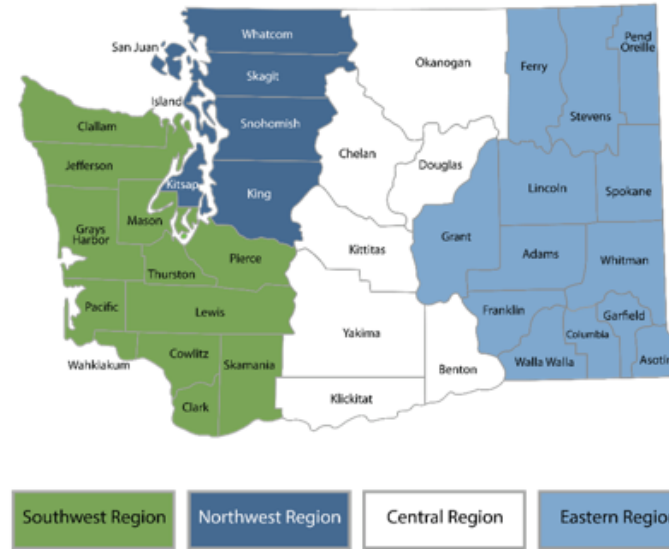 Whatcom
San Juan
Skagit
Island
Snohomish
Okanogan
Ferry
Pend
Oreille
Stevens
Clallam
Jefferson
Kitsap
King
Chelan
Douglas
Lincoln
Spokane
Grays
Harbor
Mason
Kittitas
Grant
Adams
Whitman
Thurston
Pierce
Pacific
Lewis
Yakima
Franklin
Garfield
Columbia
Wahkiakum
Cowlitz
Skamania
Benton
Walla Walla
Asotin
Clark
Klickitat
Southwest Region
Northwest Region
Central Region
Eastern Region